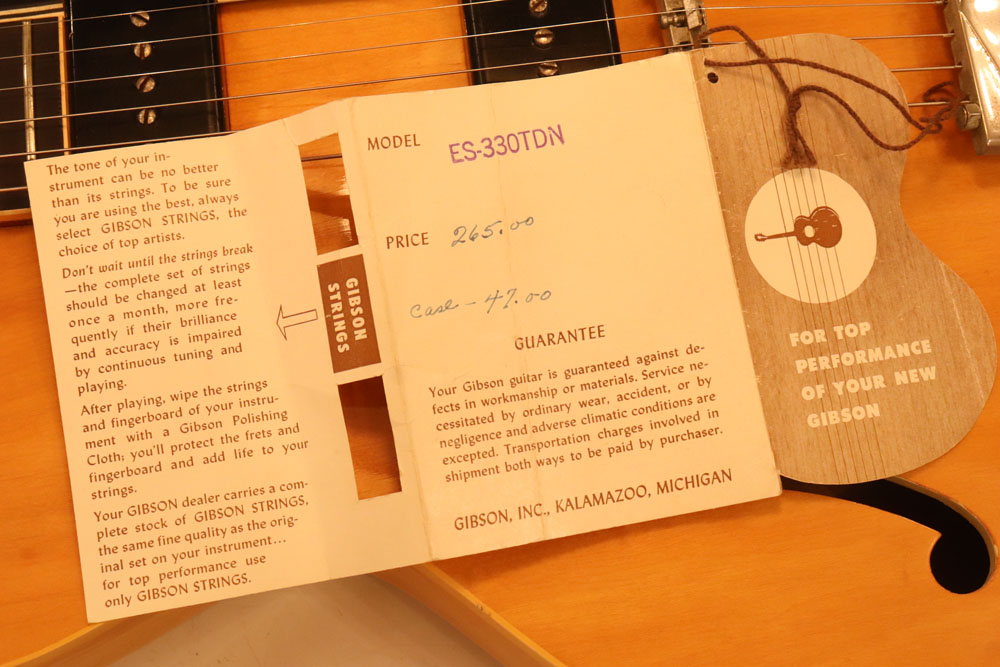 The tone of your in-
strument can be no better
than its strings. To be sure
you are using the best, always
select GIBSON STRINGS, the
choice of top artists.
Don't wait until the strings break
—the complete set of strings
should be changed at least
once a month, more fre-
quently if their brilliance
and accuracy is impaired
by continuous tuning and
playing.
After playing, wipe the strings
and fingerboard of your instru-
ment with a Gibson Polishing
Cloth; you'll protect the frets and
fingerboard and add life to your
strings.
Your GIBSON dealer carries a com-
plete stock of GIBSON STRINGS,
the same fine quality as the orig-
inal set on your instrument...
for top performance use
only GIBSON STRINGS.
GIBSON
STRINGS
MODEL ES-330TDN
PRICE 265.00
Case - 47.00
GUARANTEE
Your Gibson guitar is guaranteed against de-
fects in workmanship or materials. Service ne-
cessitated by ordinary wear, accident, or by
negligence and adverse climatic conditions are
excepted. Transportation charges involved in
shipment both ways to be paid by purchaser.
GIBSON, INC., KALAMAZOO, MICHIGAN
FOR TOP
PERFORMANCE
OF YOUR NEW
GIBSON